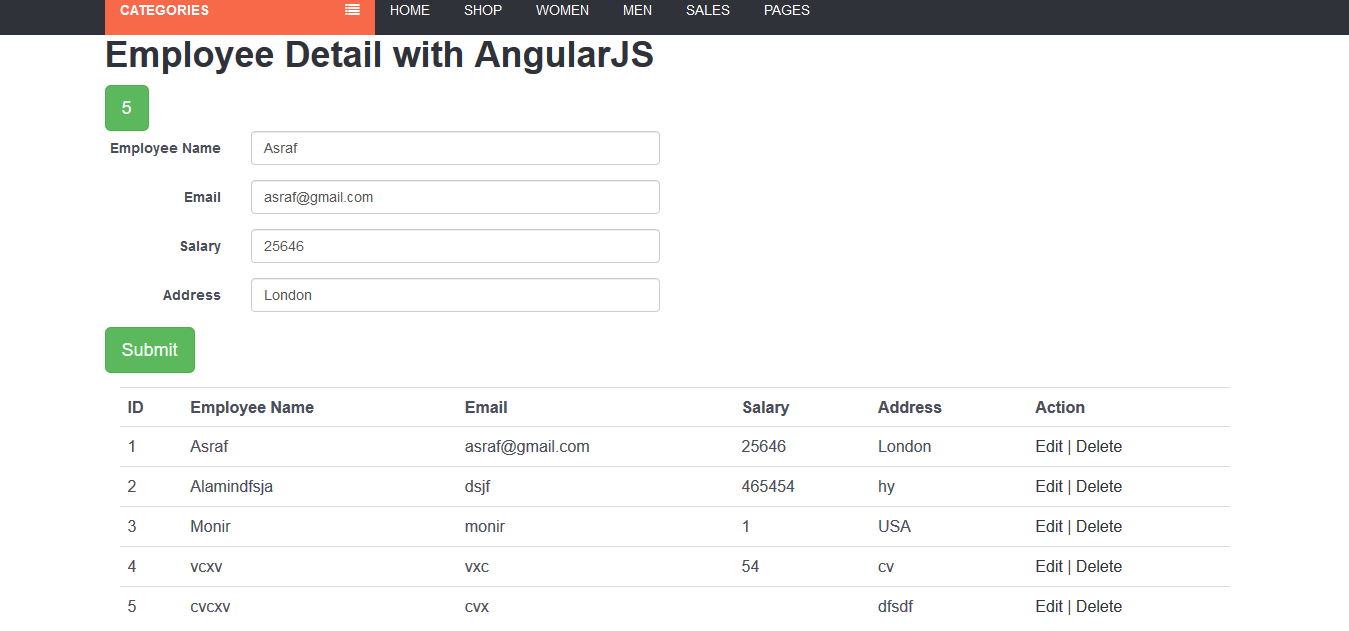 CATEGORIES HOME SHOP WOMEN MEN SALES PAGES
Employee Detail with AngularJS
5
Employee Name Asraf
Email asraf@gmail.com
Salary 25646
Address London
Submit
ID Employee Name Email Salary Address Action
1 Asraf asraf@gmail.com 25646 London Edit | Delete
2 Alamindfsja dsjf 465454 hy Edit | Delete
3 Monir monir 1 USA Edit | Delete
4 vcxv vxc 54 cv Edit | Delete
5 cvcxv cvx dfsdf Edit | Delete